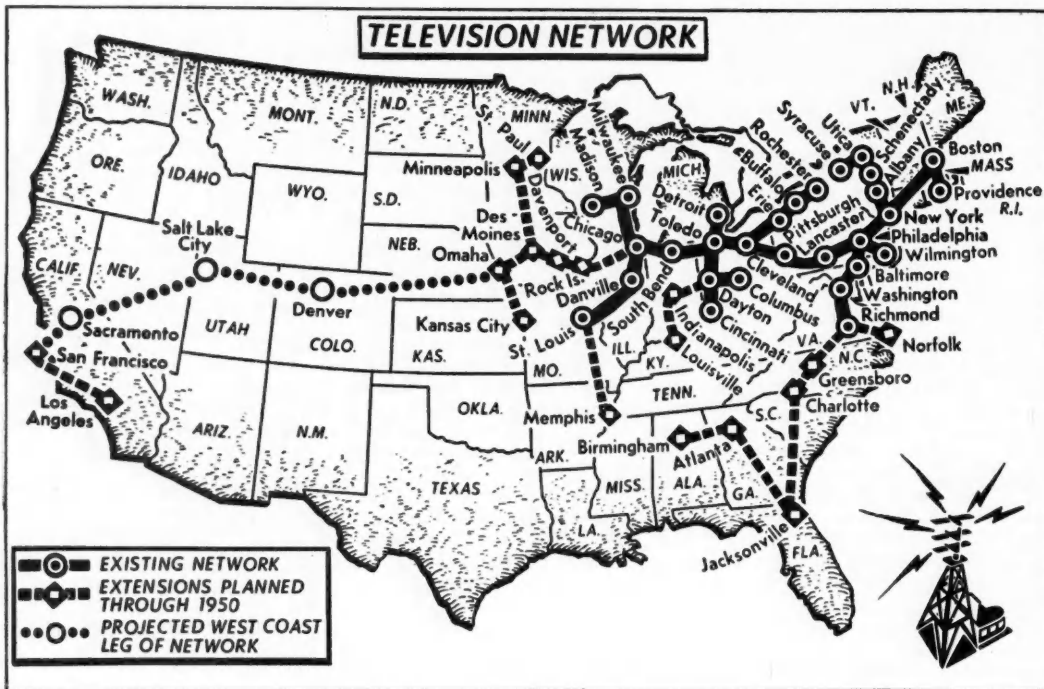 TELEVISION NETWORK
WASH.
MONT.
N.D.
MINN.
St. Paul
Minneapolis
ORE.
IDAHO
WYO.
S.D.
WIS.
Madison
Milwaukee
MICH.
Detroit
Toledo
Chicago
Buffalo
Erie
Rochester
Syracuse
Utica
Schenectady
Albany
VT.
N.H.
ME.
Boston
MASS
Providence
R.I.
New York
Philadelphia
Wilmington
Baltimore
Washington
Richmond
Norfolk
Pittsburgh
Lancaster
Cleveland
Columbus
Dayton
Cincinnati
Indianapolis
Louisville
South Bend
Danville
St. Louis
Davenport
Rock Is.
Des
Moines
Omaha
NEB.
Kansas City
KAS.
MO.
ILL.
KY.
VA.
N.C.
Greensboro
Charlotte
S.C.
TENN.
Memphis
Birmingham
Atlanta
ALA.
GA.
MISS.
ARK.
LA.
Jacksonville
FLA.
OKLA.
TEXAS
N.M.
ARIZ.
COLO.
Denver
UTAH
Salt Lake
City
NEV.
CALIF.
Sacramento
San Francisco
Los
Angeles
EXISTING NETWORK
EXTENSIONS PLANNED
THROUGH 1950
PROJECTED WEST COAST
LEG OF NETWORK